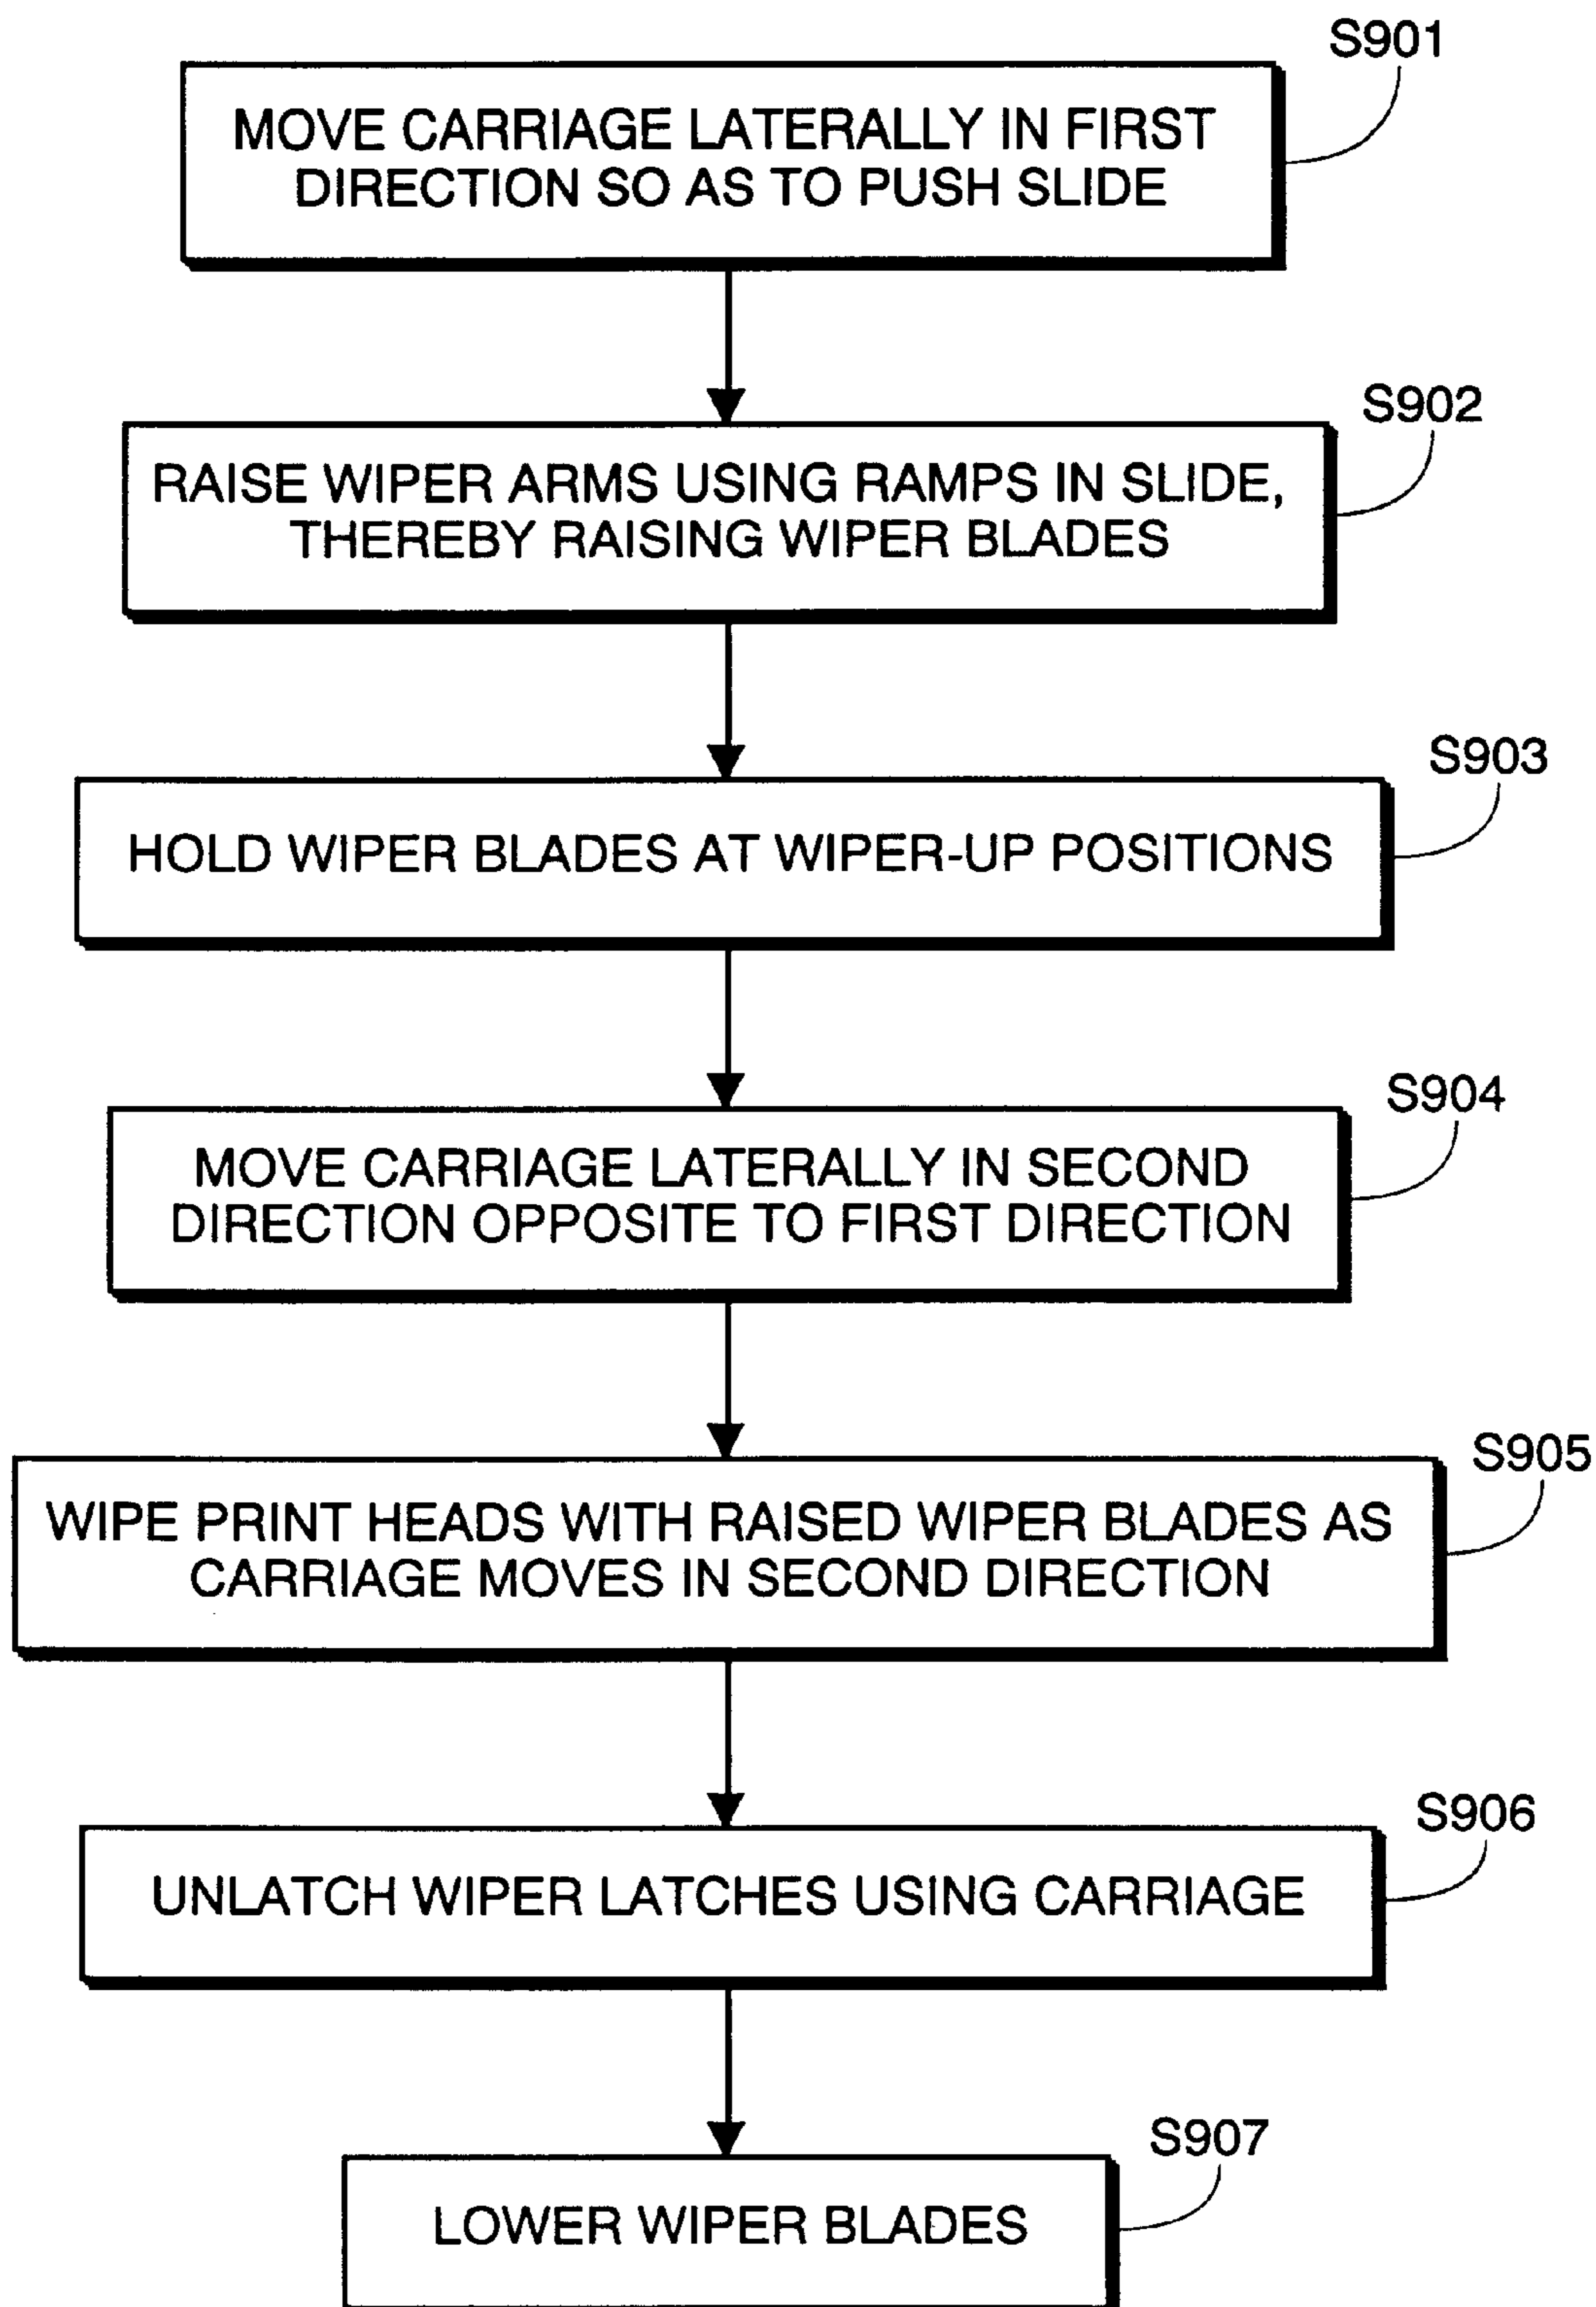 S901
MOVE CARRIAGE LATERALLY IN FIRST
DIRECTION SO AS TO PUSH SLIDE
S902
RAISE WIPER ARMS USING RAMPS IN SLIDE,
THEREBY RAISING WIPER BLADES
S903
HOLD WIPER BLADES AT WIPER-UP POSITIONS
S904
MOVE CARRIAGE LATERALLY IN SECOND
DIRECTION OPPOSITE TO FIRST DIRECTION
S905
WIPE PRINT HEADS WITH RAISED WIPER BLADES AS
CARRIAGE MOVES IN SECOND DIRECTION
S906
UNLATCH WIPER LATCHES USING CARRIAGE
S907
LOWER WIPER BLADES